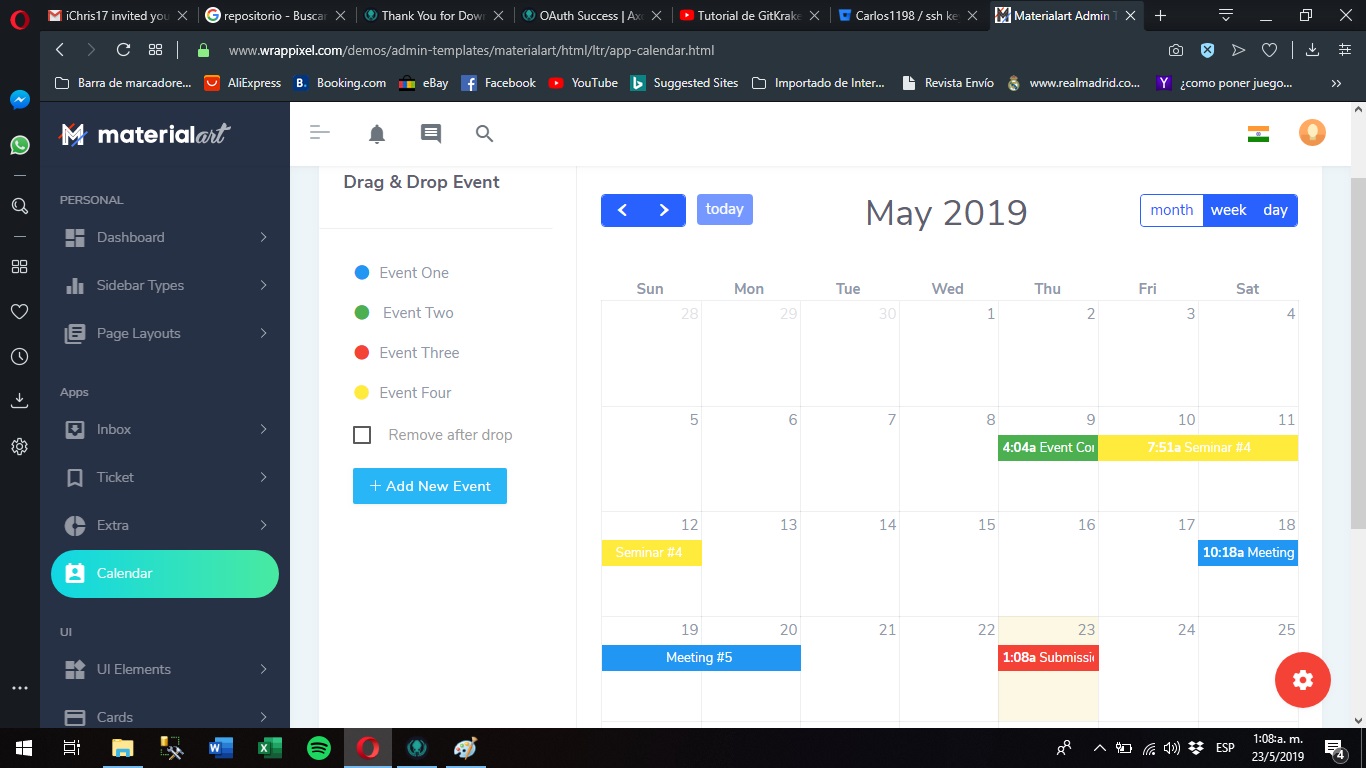 iChris17 invited you
repositorio - Buscar
Thank You for Dow
OAuth Success | Axo
Tutorial de GitKrake
Carlos1198 / ssh ke
Materialart Admin T
www.wrappixel.com/demos/admin-templates/materialart/html/ltr/app-calendar.html
Barra de marcadore...
AliExpress
Booking.com
eBay
Facebook
YouTube
Suggested Sites
Importado de Inter...
Revista Envío
www.realmadrid.co...
¿como poner juego...
materialart
PERSONAL
Dashboard
Sidebar Types
Page Layouts
Apps
Inbox
Ticket
Extra
Calendar
UI
UI Elements
Cards
Drag & Drop Event
Event One
Event Two
Event Three
Event Four
Remove after drop
+ Add New Event
today
May 2019
month week day
Sun Mon Tue Wed Thu Fri Sat
28 29 30 1 2 3 4
5 6 7 8 9 10 11
4:04a Event Co
7:51a Seminar #4
12 13 14 15 16 17 18
Seminar #4
10:18a Meeting
19 20 21 22 23 24 25
Meeting #5
1:08a Submissi
ESP
1:08 a. m.
23/5/2019
4